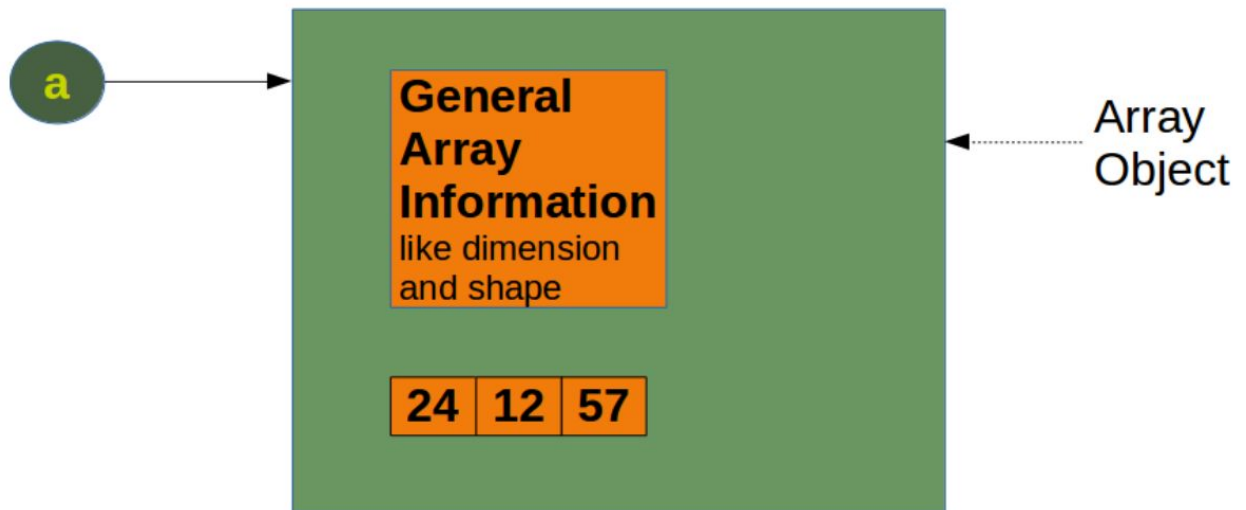 a
General
Array
Information
like dimension
and shape
24 12 57
Array
Object